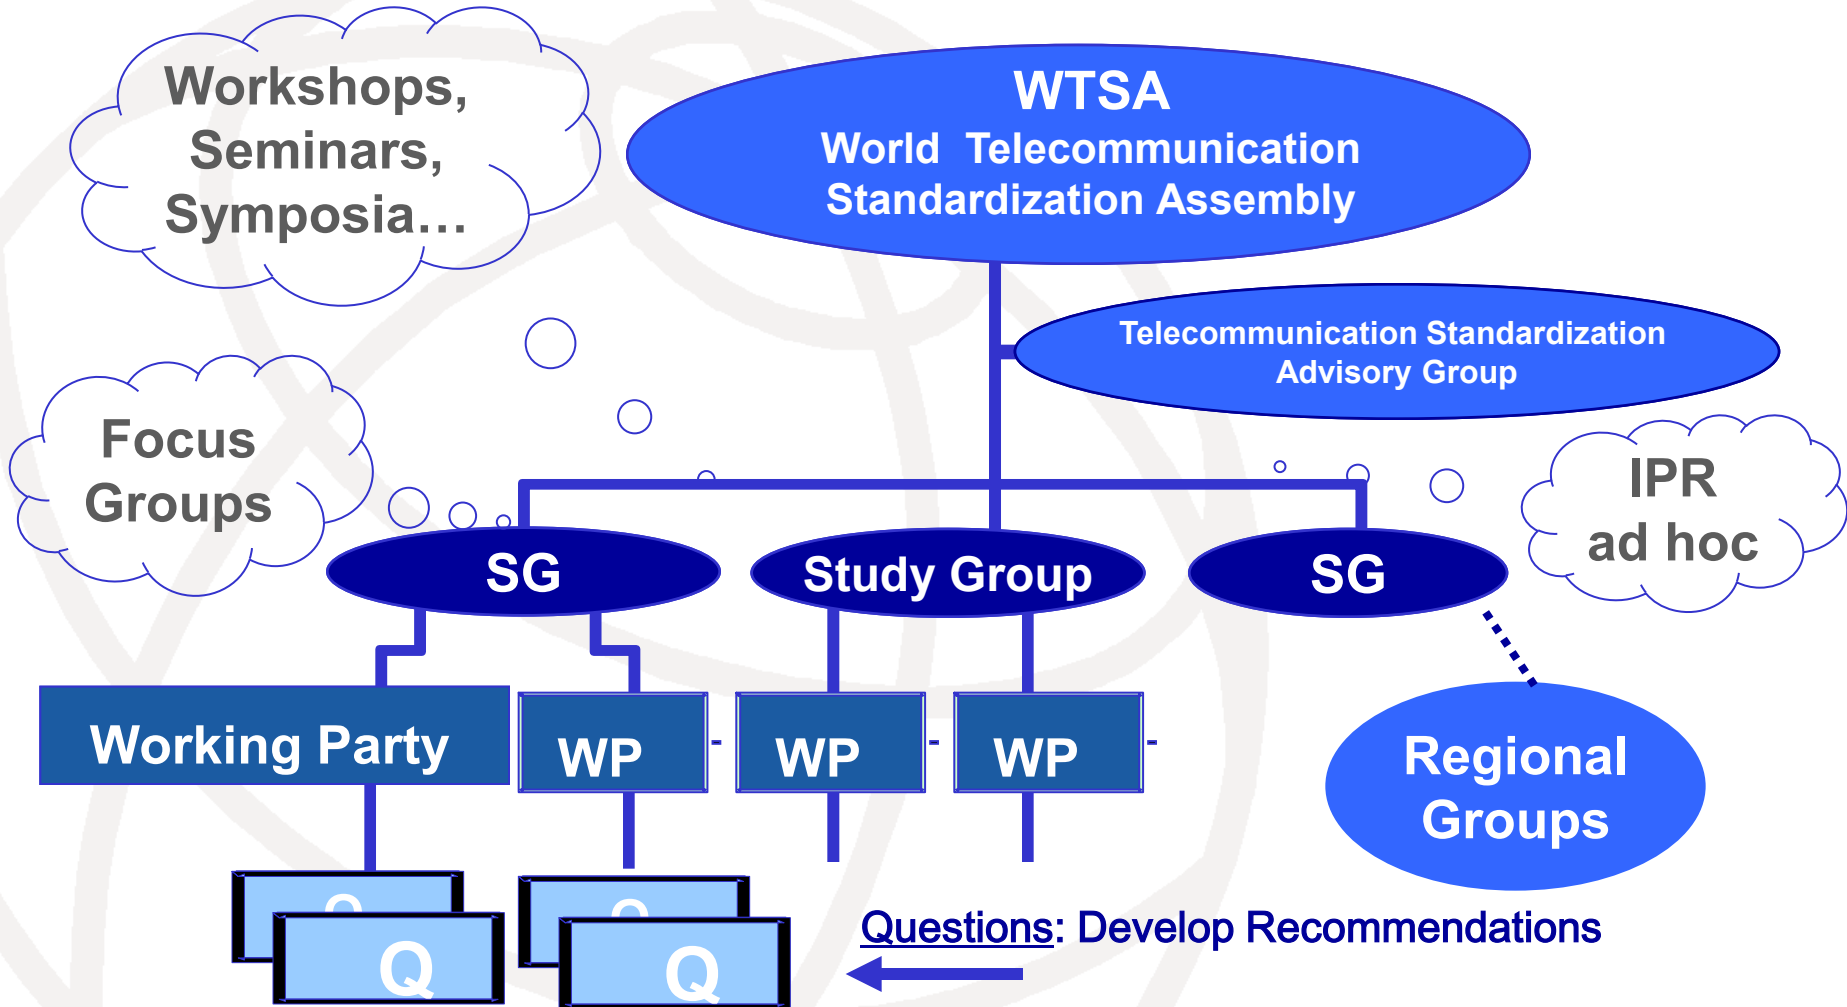 Workshops,
Seminars,
Symposia…
WTSA
World Telecommunication
Standardization Assembly
Telecommunication Standardization
Advisory Group
Focus
Groups
IPR
ad hoc
SG
Study Group
SG
Working Party
WP
-
WP
-
WP
-
Regional
Groups
Q
Q
Q
Q
Questions: Develop Recommendations